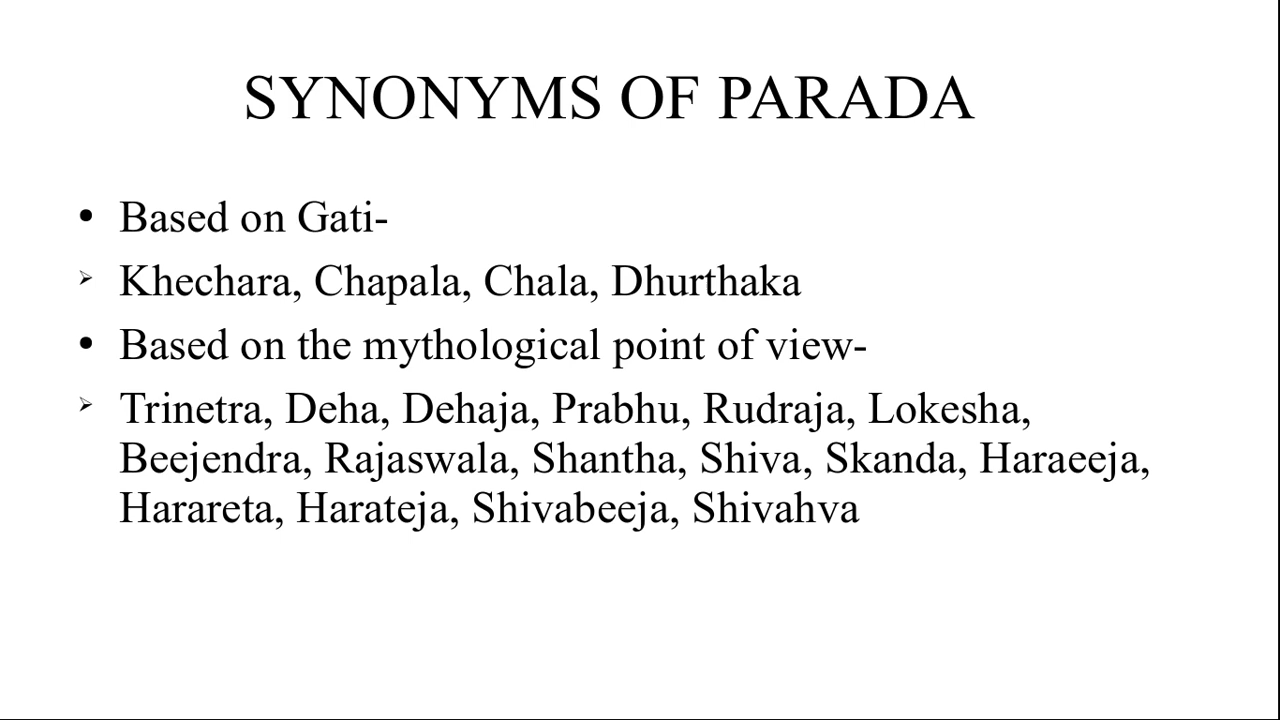 SYNONYMS OF PARADA
• Based on Gati-
➢ Khechara, Chapala, Chala, Dhurthaka
• Based on the mythological point of view-
➢ Trinetra, Deha, Dehaja, Prabhu, Rudraja, Lokesha,
Beejendra, Rajaswala, Shantha, Shiva, Skanda, Haraeeja,
Harareta, Harateja, Shivabeeja, Shivahva